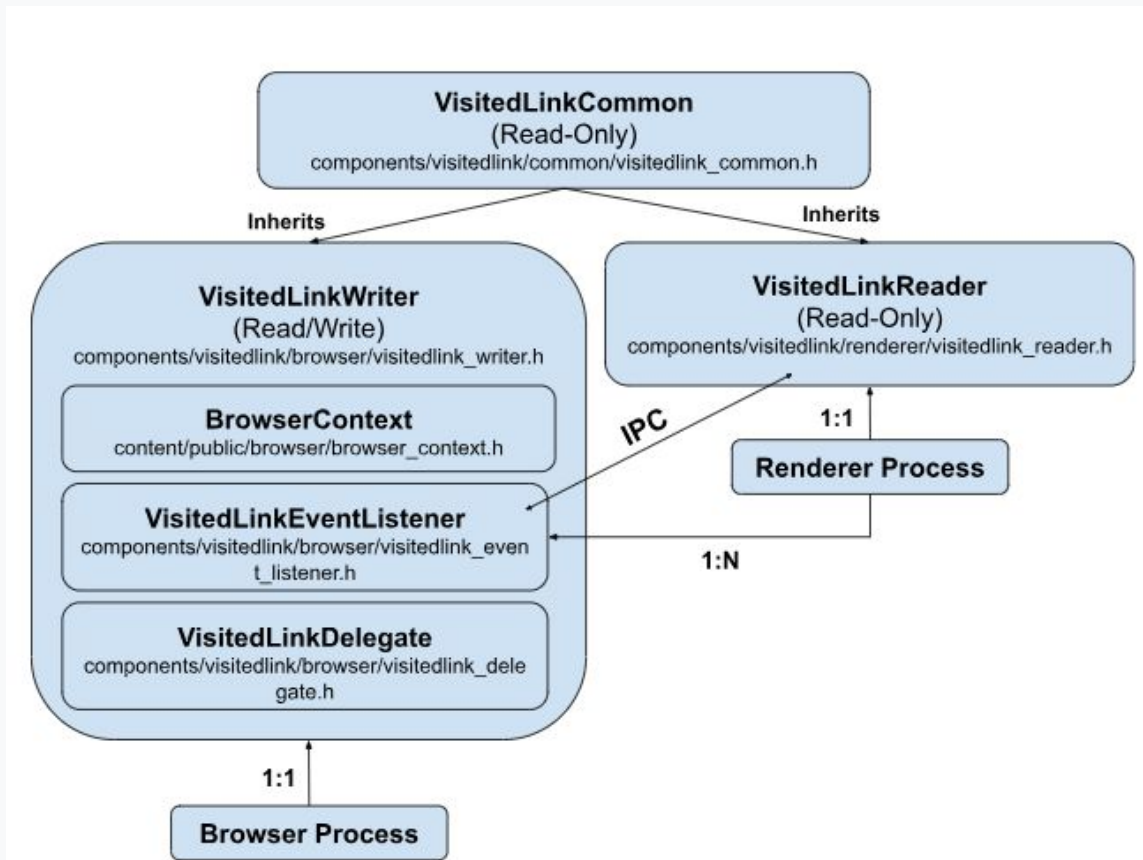 VisitedLinkCommon
(Read-Only)
components/visitedlink/common/visitedlink_common.h
Inherits
Inherits
VisitedLinkWriter
(Read/Write)
components/visitedlink/browser/visitedlink_writer.h
VisitedLinkReader
(Read-Only)
components/visitedlink/renderer/visitedlink_reader.h
BrowserContext
content/public/browser/browser_context.h
IPC
1:1
Renderer Process
VisitedLinkEventListener
components/visitedlink/browser/visitedlink_even
t_listener.h
1:N
VisitedLinkDelegate
components/visitedlink/browser/visitedlink_dele
gate.h
1:1
Browser Process